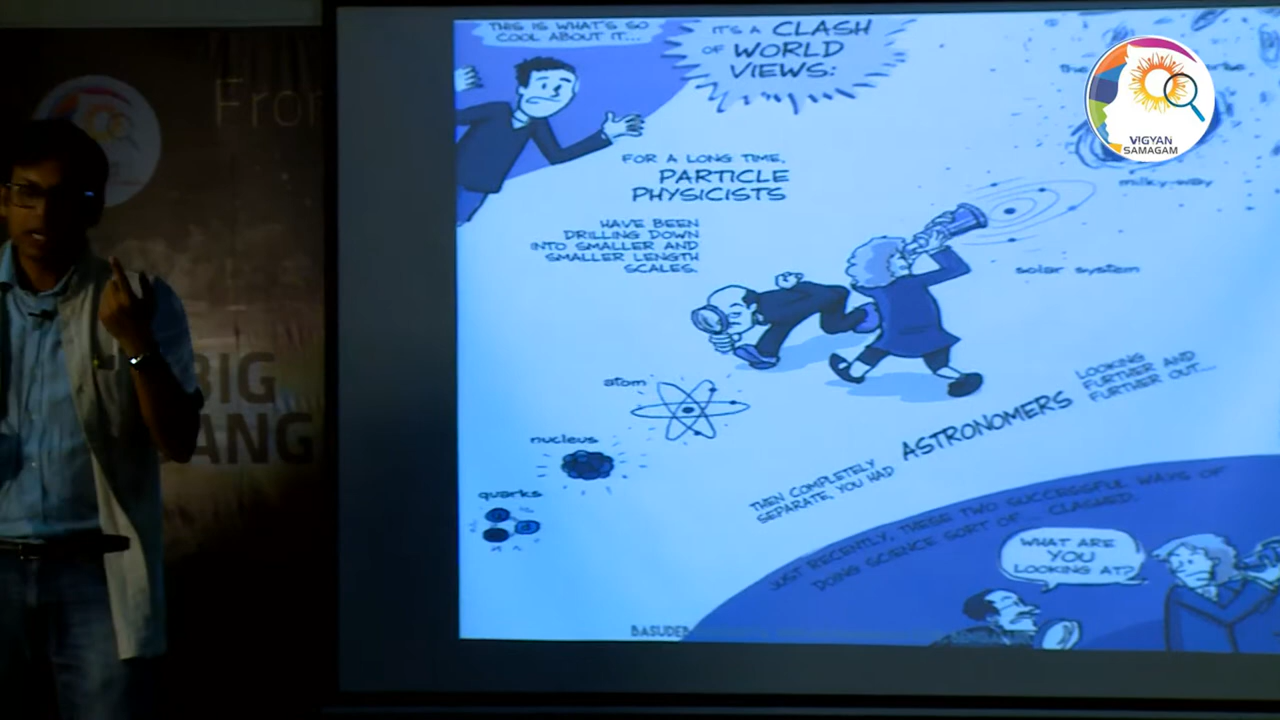 THIS IS WHAT'S SO
COOL ABOUT IT...
IT'S A CLASH
OF WORLD
VIEWS:
FOR A LONG TIME,
PARTICLE
PHYSICISTS
HAVE BEEN
DRILLING DOWN
INTO SMALLER AND
SMALLER LENGTH
SCALES.
the
milky-way
solar system
atom
nucleus
quarks
THEN COMPLETELY
SEPARATE, YOU HAD
ASTRONOMERS
LOOKING
FURTHER AND
FURTHER OUT...
JUST RECENTLY, THESE TWO SUCCESSFUL WAYS OF
DOING SCIENCE SORT OF... CLASHED.
WHAT ARE
YOU
LOOKING AT?
BASUDEB
VIGYAN
SAMAGAM
From
BIG
BANG